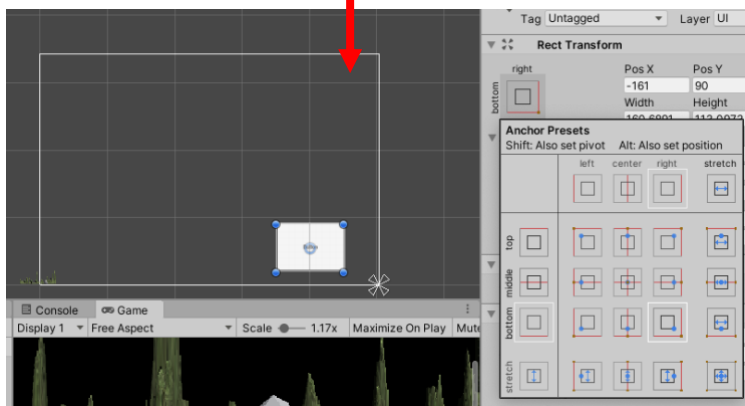 Tag Untagged Layer UI
Rect Transform
right Pos X Pos Y
bottom
-161 90
Width Height
Anchor Presets
Shift: Also set pivot Alt: Also set position
left center right stretch
top
middle
bottom
stretch
Console Game
Display 1 Free Aspect Scale 1.17x Maximize On Play Mute